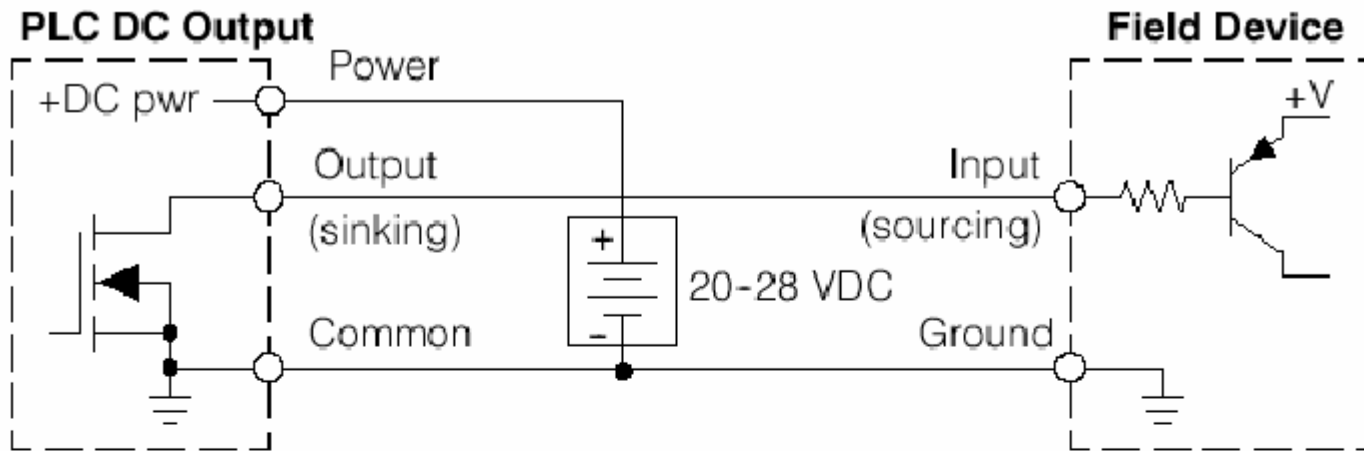 PLC DC Output
Field Device
Power
+DC pwr
+V
Output
Input
(sinking)
(sourcing)
+
20-28 VDC
Common
–
Ground